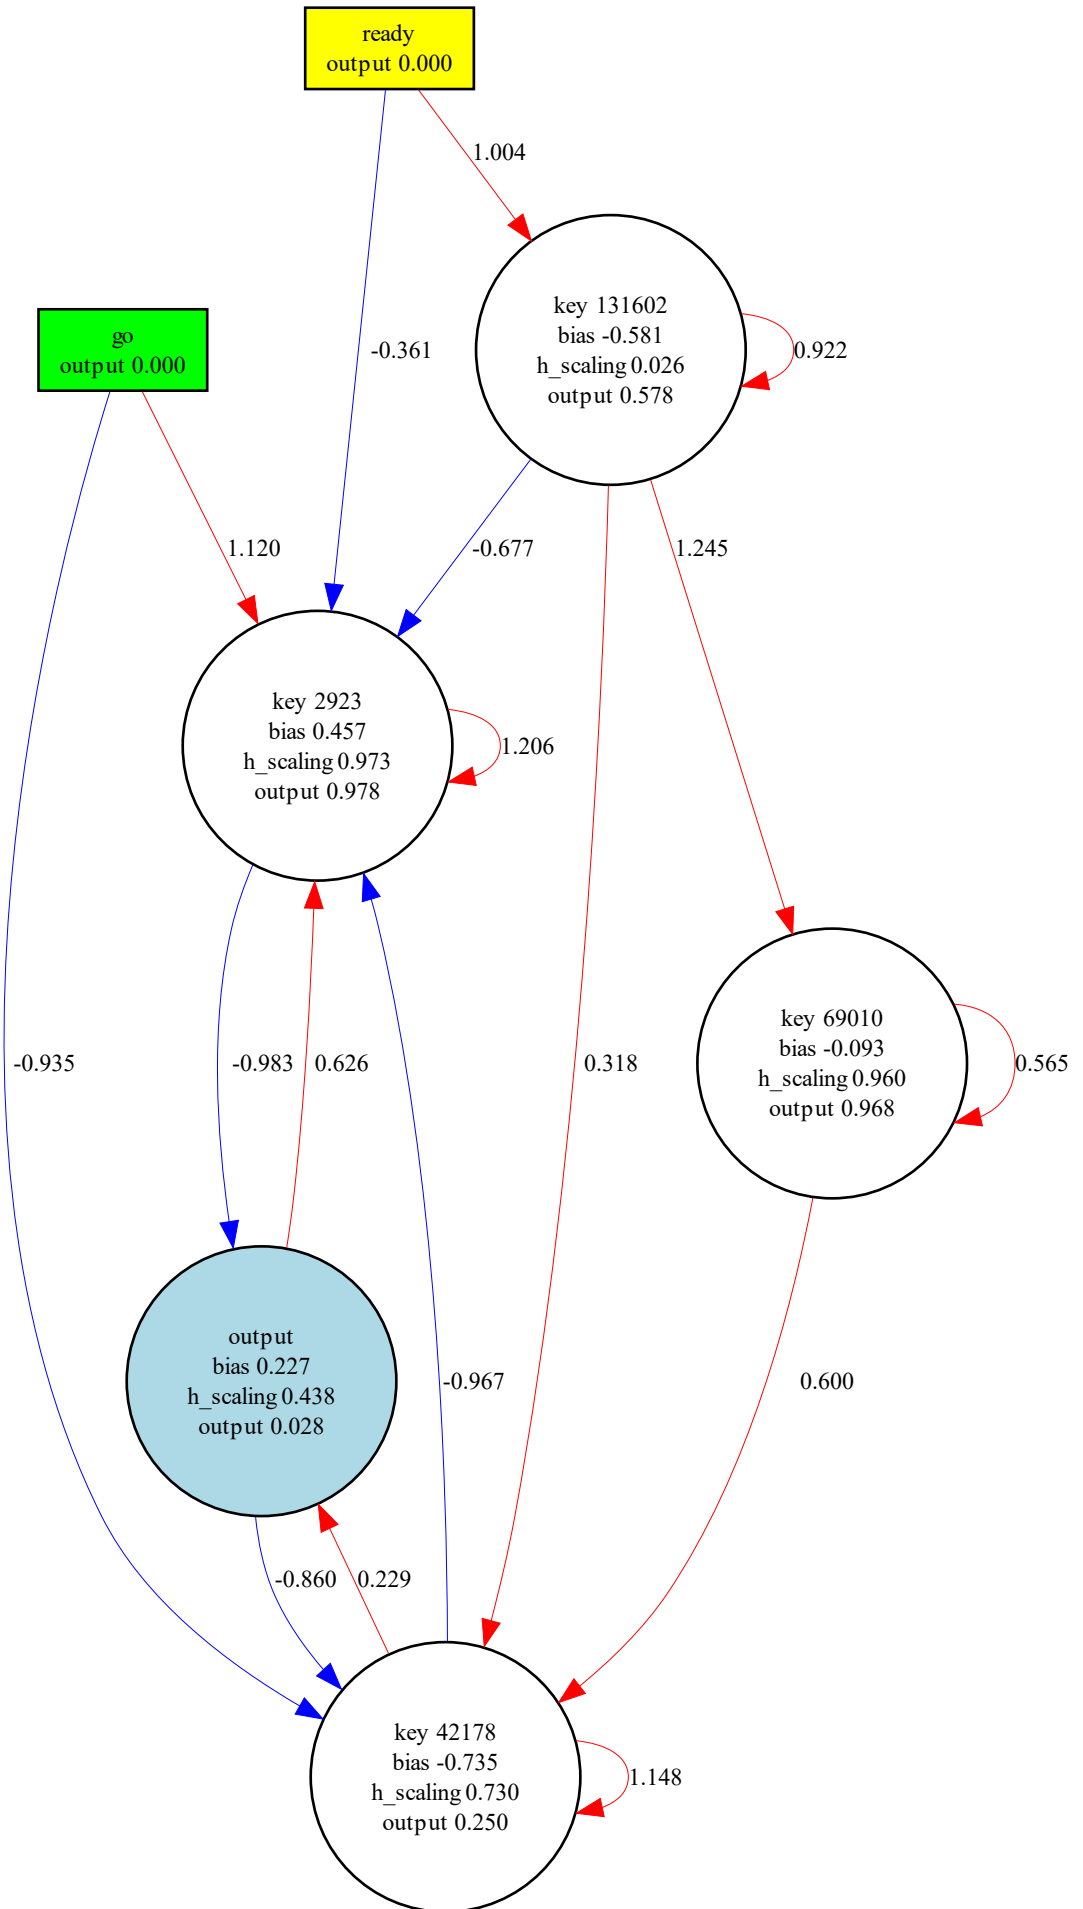 ready
output 0.000
1.004
key 131602
bias -0.581
h_scaling 0.026
output 0.578
0.922
-0.361
go
output 0.000
1.120
-0.677
1.245
key 2923
bias 0.457
h_scaling 0.973
output 0.978
1.206
key 69010
bias -0.093
h_scaling 0.960
output 0.968
0.565
-0.935
-0.983
0.626
0.318
output
bias 0.227
h_scaling 0.438
output 0.028
-0.967
0.600
-0.860
0.229
key 42178
bias -0.735
h_scaling 0.730
output 0.250
1.148